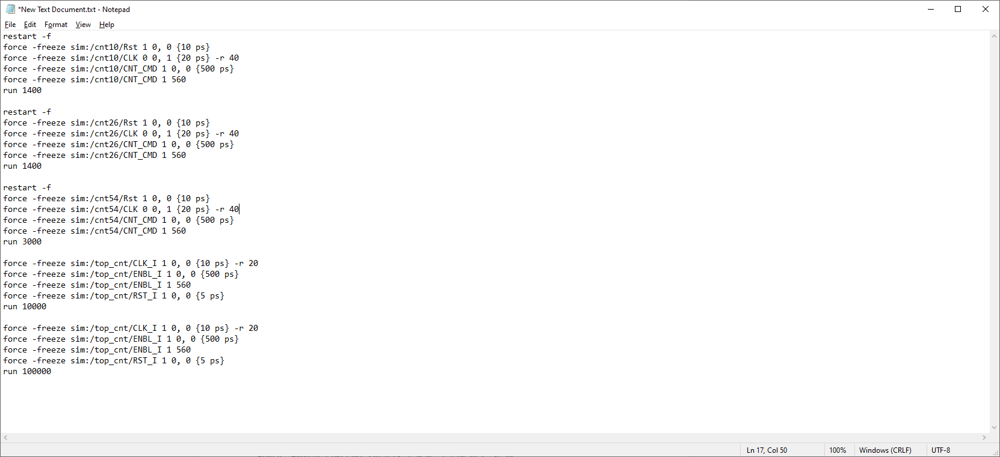 *New Text Document.txt - Notepad
File Edit Format View Help
restart -f
force -freeze sim:/cnt10/Rst 1 0, 0 {10 ps}
force -freeze sim:/cnt10/CLK 0 0, 1 {20 ps} -r 40
force -freeze sim:/cnt10/CNT_CMD 1 0, 0 {500 ps}
force -freeze sim:/cnt10/CNT_CMD 1 560
run 1400

restart -f
force -freeze sim:/cnt26/Rst 1 0, 0 {10 ps}
force -freeze sim:/cnt26/CLK 0 0, 1 {20 ps} -r 40
force -freeze sim:/cnt26/CNT_CMD 1 0, 0 {500 ps}
force -freeze sim:/cnt26/CNT_CMD 1 560
run 1400

restart -f
force -freeze sim:/cnt54/Rst 1 0, 0 {10 ps}
force -freeze sim:/cnt54/CLK 0 0, 1 {20 ps} -r 40
force -freeze sim:/cnt54/CNT_CMD 1 0, 0 {500 ps}
force -freeze sim:/cnt54/CNT_CMD 1 560
run 3000

force -freeze sim:/top_cnt/CLK_I 1 0, 0 {10 ps} -r 20
force -freeze sim:/top_cnt/ENBL_I 1 0, 0 {500 ps}
force -freeze sim:/top_cnt/ENBL_I 1 560
force -freeze sim:/top_cnt/RST_I 1 0, 0 {5 ps}
run 10000

force -freeze sim:/top_cnt/CLK_I 1 0, 0 {10 ps} -r 20
force -freeze sim:/top_cnt/ENBL_I 1 0, 0 {500 ps}
force -freeze sim:/top_cnt/ENBL_I 1 560
force -freeze sim:/top_cnt/RST_I 1 0, 0 {5 ps}
run 100000
Ln 17, Col 50 100% Windows (CRLF) UTF-8